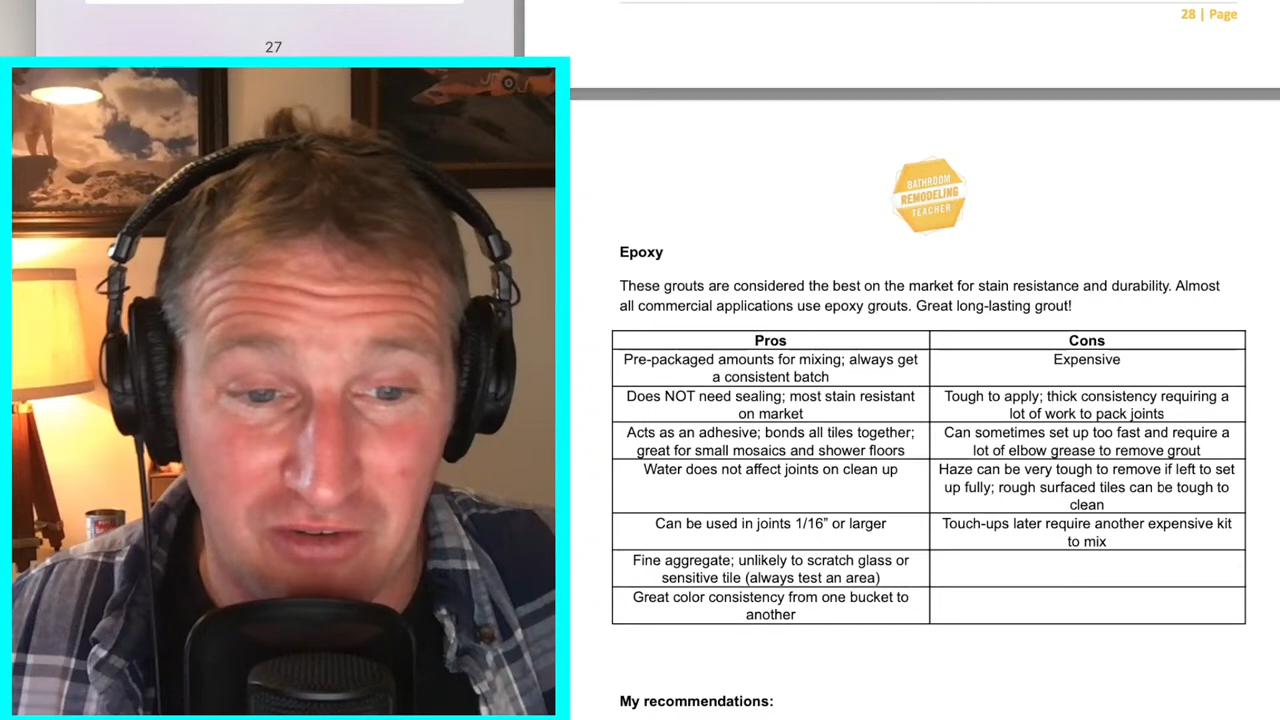 27
28 | Page
BATHROOM
REMODELING
TEACHER
Epoxy
These grouts are considered the best on the market for stain resistance and durability. Almost
all commercial applications use epoxy grouts. Great long-lasting grout!
Pros
Cons
Pre-packaged amounts for mixing; always get
a consistent batch
Expensive
Does NOT need sealing; most stain resistant
on market
Tough to apply; thick consistency requiring a
lot of work to pack joints
Acts as an adhesive; bonds all tiles together;
great for small mosaics and shower floors
Can sometimes set up too fast and require a
lot of elbow grease to remove grout
Water does not affect joints on clean up
Haze can be very tough to remove if left to set
up fully; rough surfaced tiles can be tough to
clean
Can be used in joints 1/16” or larger
Touch-ups later require another expensive kit
to mix
Fine aggregate; unlikely to scratch glass or
sensitive tile (always test an area)
Great color consistency from one bucket to
another
My recommendations: